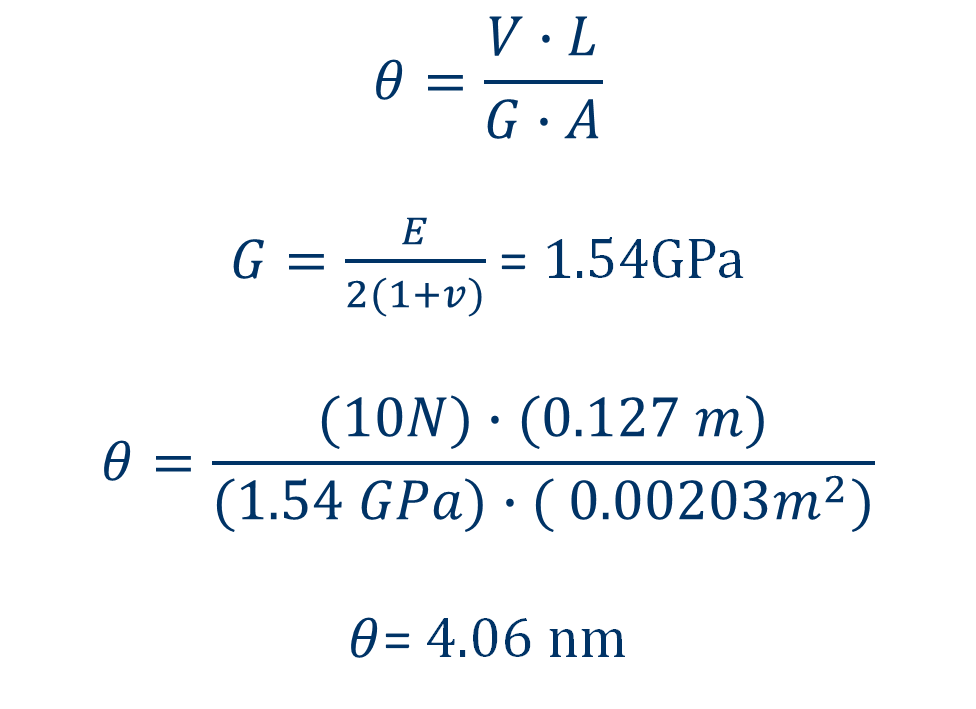 θ = V · L / G · A
G = E / 2(1+v) = 1.54GPa
θ = (10N) · (0.127 m) / (1.54 GPa) · ( 0.00203m²)
θ= 4.06 nm